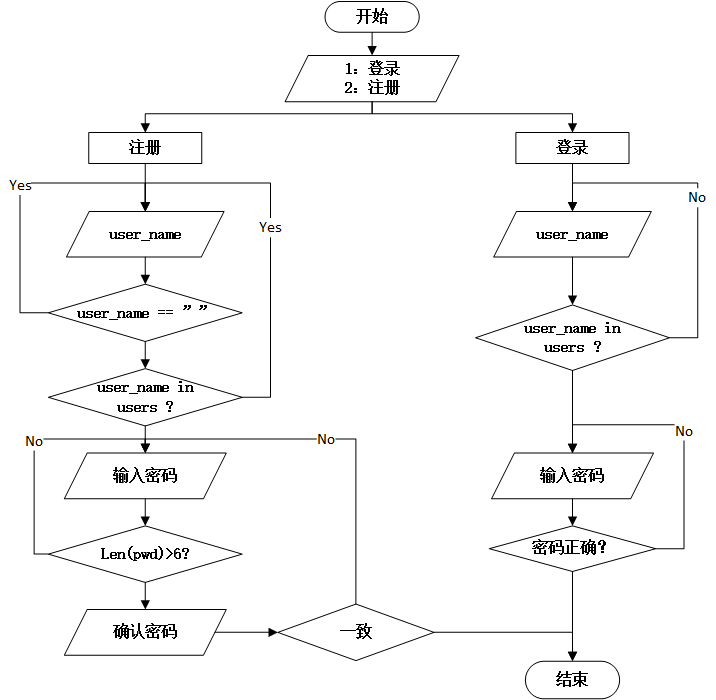 开始
1: 登录
2: 注册
注册
登录
Yes
Yes
No
user_name
user_name
user_name == ” ”
user_name in
users ?
user_name in
users ?
No
No
No
输入密码
输入密码
Len(pwd)>6?
密码正确?
确认密码
一致
结束